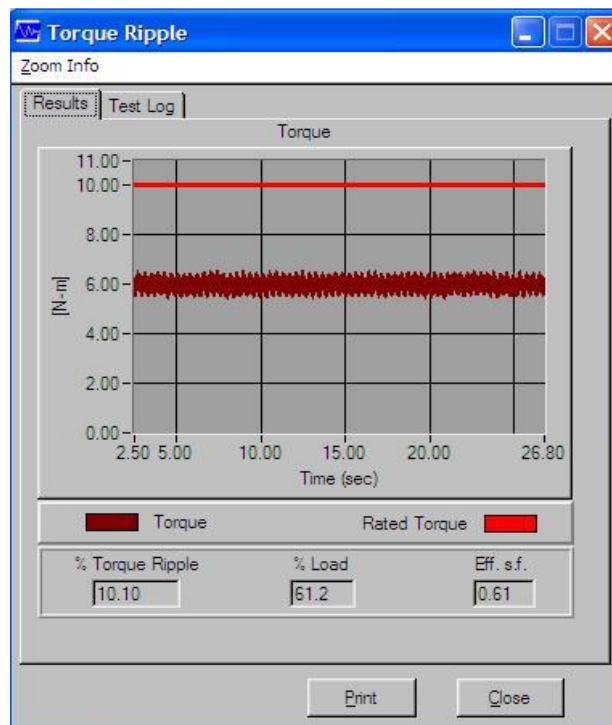 Torque Ripple
Zoom Info
Results Test Log
Torque
11.00
10.00
8.00
6.00
4.00
2.00
0.00
[N-m]
2.50 5.00 10.00 15.00 20.00 26.80
Time (sec)
Torque Rated Torque
% Torque Ripple % Load Eff. s.f.
10.10 61.2 0.61
Print Close